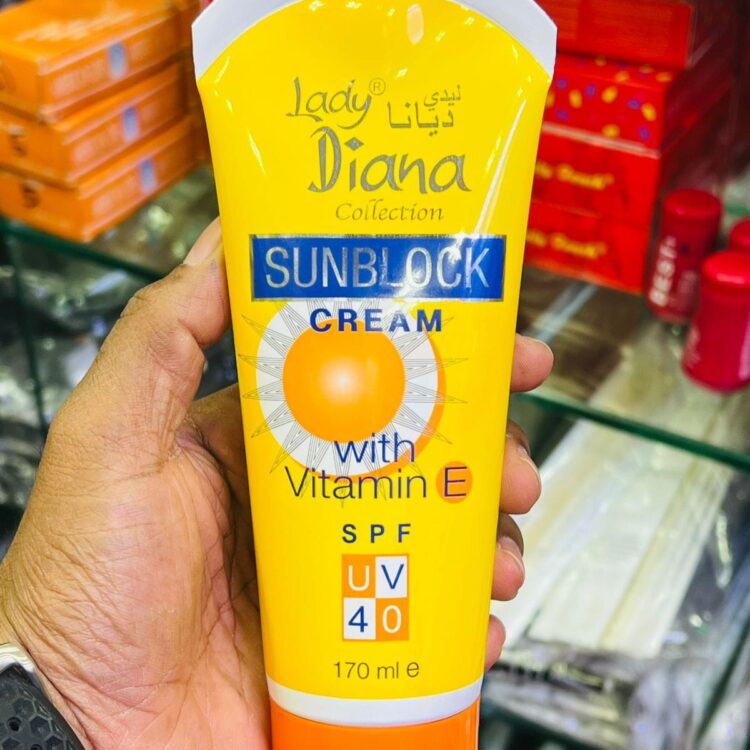 Lady® ليدي
ديانا
Diana
Collection
SUNBLOCK
CREAM
with
Vitamin E
SPF
UV
40
170 ml e